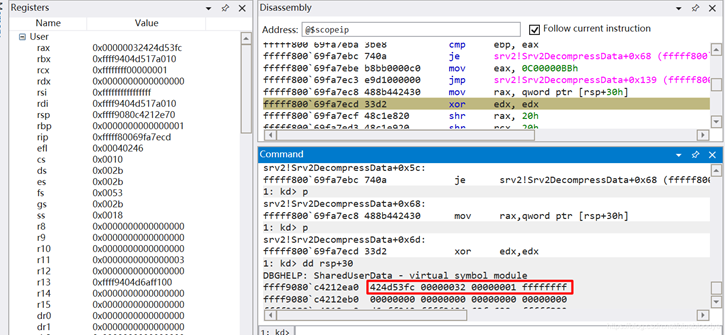 Registers
Name Value
User
rax 0x00000032424d53fc
rbx 0xffff9404d517a010
rcx 0xffffffff00000001
rdx 0x0000000000000000
rsi 0xffffffffffffffff
rdi 0xffff9404d517a010
rsp 0xffff9080c4212e70
rbp 0x0000000000000001
rip 0xfffff80069fa7ecd
efl 0x00040246
cs 0x0010
ds 0x002b
es 0x002b
fs 0x0053
gs 0x002b
ss 0x0018
r8 0x0000000000000000
r9 0x0000000000000000
r10 0x0000000000000000
r11 0x0000000000000003
r12 0x0000000000000000
r13 0xffff9404d6aff100
r14 0x0000000000000000
r15 0x0000000000000000
dr0 0x0000000000000000
dr1 0x0000000000000000
Disassembly
Address: @$scopeip Follow current instruction
fffff800`69fa7eba 3be8 cmp ebp, eax
fffff800`69fa7ebc 740a je srv2!Srv2DecompressData+0x68 (fffff800`
fffff800`69fa7ebe b8bb0000c0 mov eax, 0C00000BBh
fffff800`69fa7ec3 e9d1000000 jmp srv2!Srv2DecompressData+0x139 (fffff800`
fffff800`69fa7ec8 488b442430 mov rax, qword ptr [rsp+30h]
fffff800`69fa7ecd 33d2 xor edx, edx
fffff800`69fa7ecf 48c1e820 shr rax, 20h
Command
srv2!Srv2DecompressData+0x5c:
fffff800`69fa7ebc 740a je srv2!Srv2DecompressData+0x68 (fffff800`
1: kd> p
srv2!Srv2DecompressData+0x68:
fffff800`69fa7ec8 488b442430 mov rax,qword ptr [rsp+30h]
1: kd> p
srv2!Srv2DecompressData+0x6d:
fffff800`69fa7ecd 33d2 xor edx,edx
1: kd> dd rsp+30
DBGHELP: SharedUserData - virtual symbol module
ffff9080`c4212ea0 424d53fc 00000032 00000001 ffffffff
ffff9080`c4212eb0 00000000 00000000 00000000 00000000
1: kd>